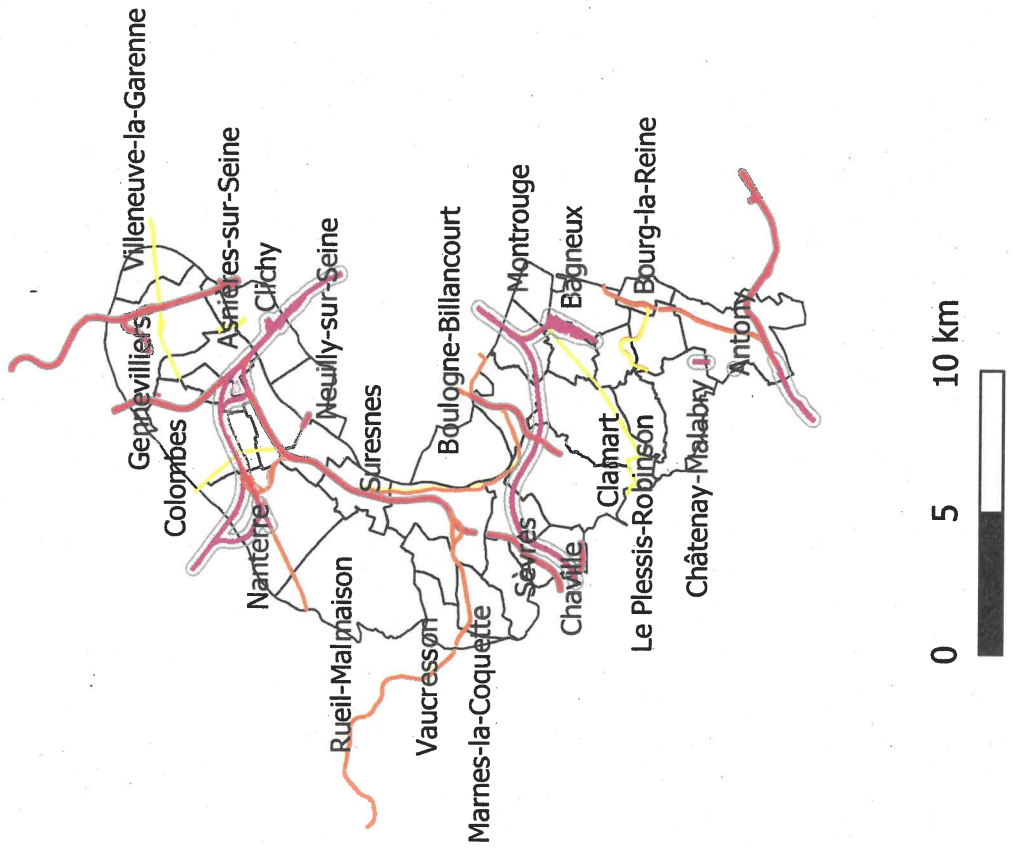 Villeneuve-la-Garenne
Gennevilliers
Asnières-sur-Seine
Colombes
Clichy
Nanterre
Neuilly-sur-Seine
Rueil-Malmaison
Suresnes
Vaucresson
Boulogne-Billancourt
Marnes-la-Coquette
Sèvres
Montrouge
Chaville
Bagneux
Clamart
Le Plessis-Robinson
Bourg-la-Reine
Châtenay-Malabry
Antony
0 5 10 km